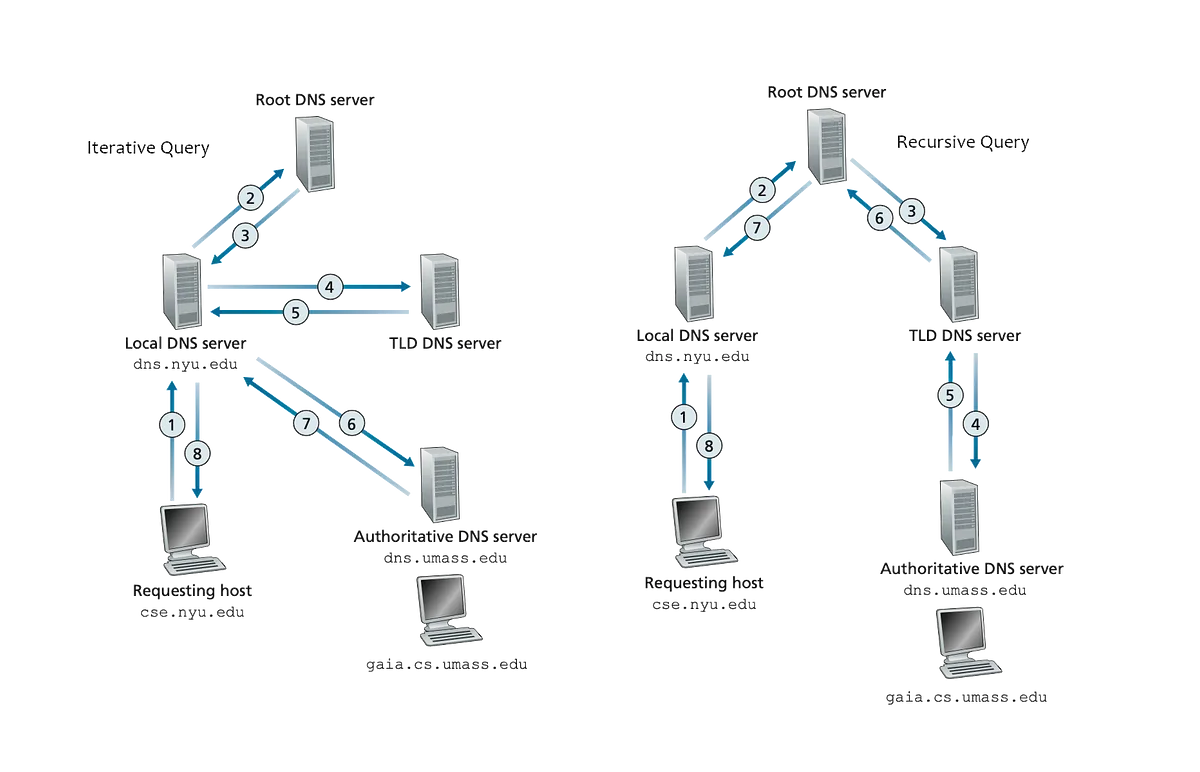 Root DNS server
Iterative Query
2
3
4
5
Local DNS server
dns.nyu.edu
TLD DNS server
1
8
7
6
Authoritative DNS server
dns.umass.edu
Requesting host
cse.nyu.edu
gaia.cs.umass.edu
Root DNS server
Recursive Query
2
7
6
3
Local DNS server
dns.nyu.edu
TLD DNS server
1
8
5
4
Requesting host
cse.nyu.edu
Authoritative DNS server
dns.umass.edu
gaia.cs.umass.edu